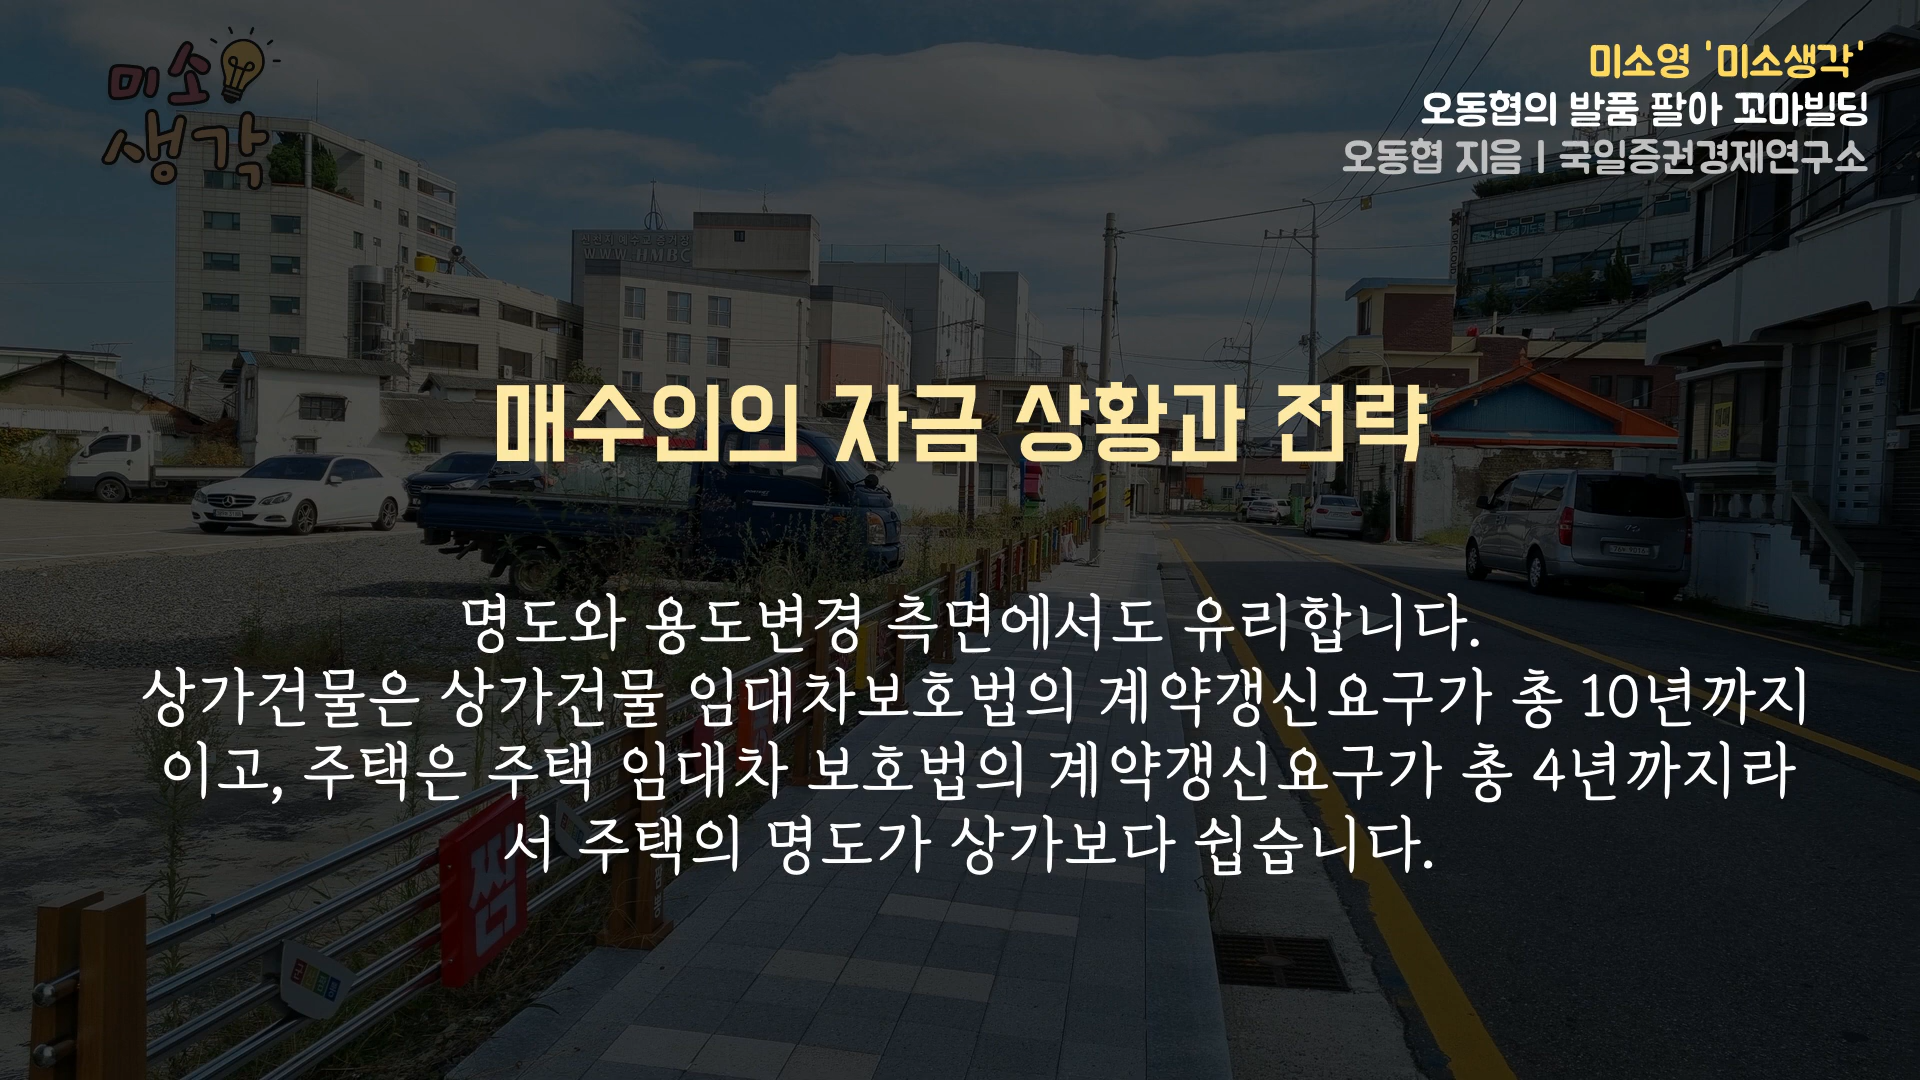 미소
생각
미소영 '미소생각'
오동협의 발품 팔아 꼬마빌딩
오동협 지음 | 국일증권경제연구소
WWW.HMBC
매수인의 자금 상황과 전략
명도와 용도변경 측면에서도 유리합니다.
상가건물은 상가건물 임대차보호법의 계약갱신요구가 총 10년까지
이고, 주택은 주택 임대차 보호법의 계약갱신요구가 총 4년까지라
서 주택의 명도가 상가보다 쉽습니다.
쩜